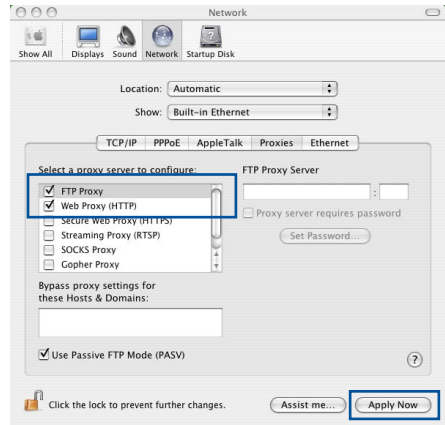 Network
Show All Displays Sound Network Startup Disk
Location: Automatic
Show: Built-in Ethernet
TCP/IP PPPoE AppleTalk Proxies Ethernet
Select a proxy server to configure: FTP Proxy Server
FTP Proxy
Web Proxy (HTTP) :
Secure Web Proxy (HTTPS) Proxy server requires password
Streaming Proxy (RTSP) Set Password...
SOCKS Proxy
Gopher Proxy
Bypass proxy settings for
these Hosts & Domains:
Use Passive FTP Mode (PASV) ?
Click the lock to prevent further changes. Assist me... Apply Now